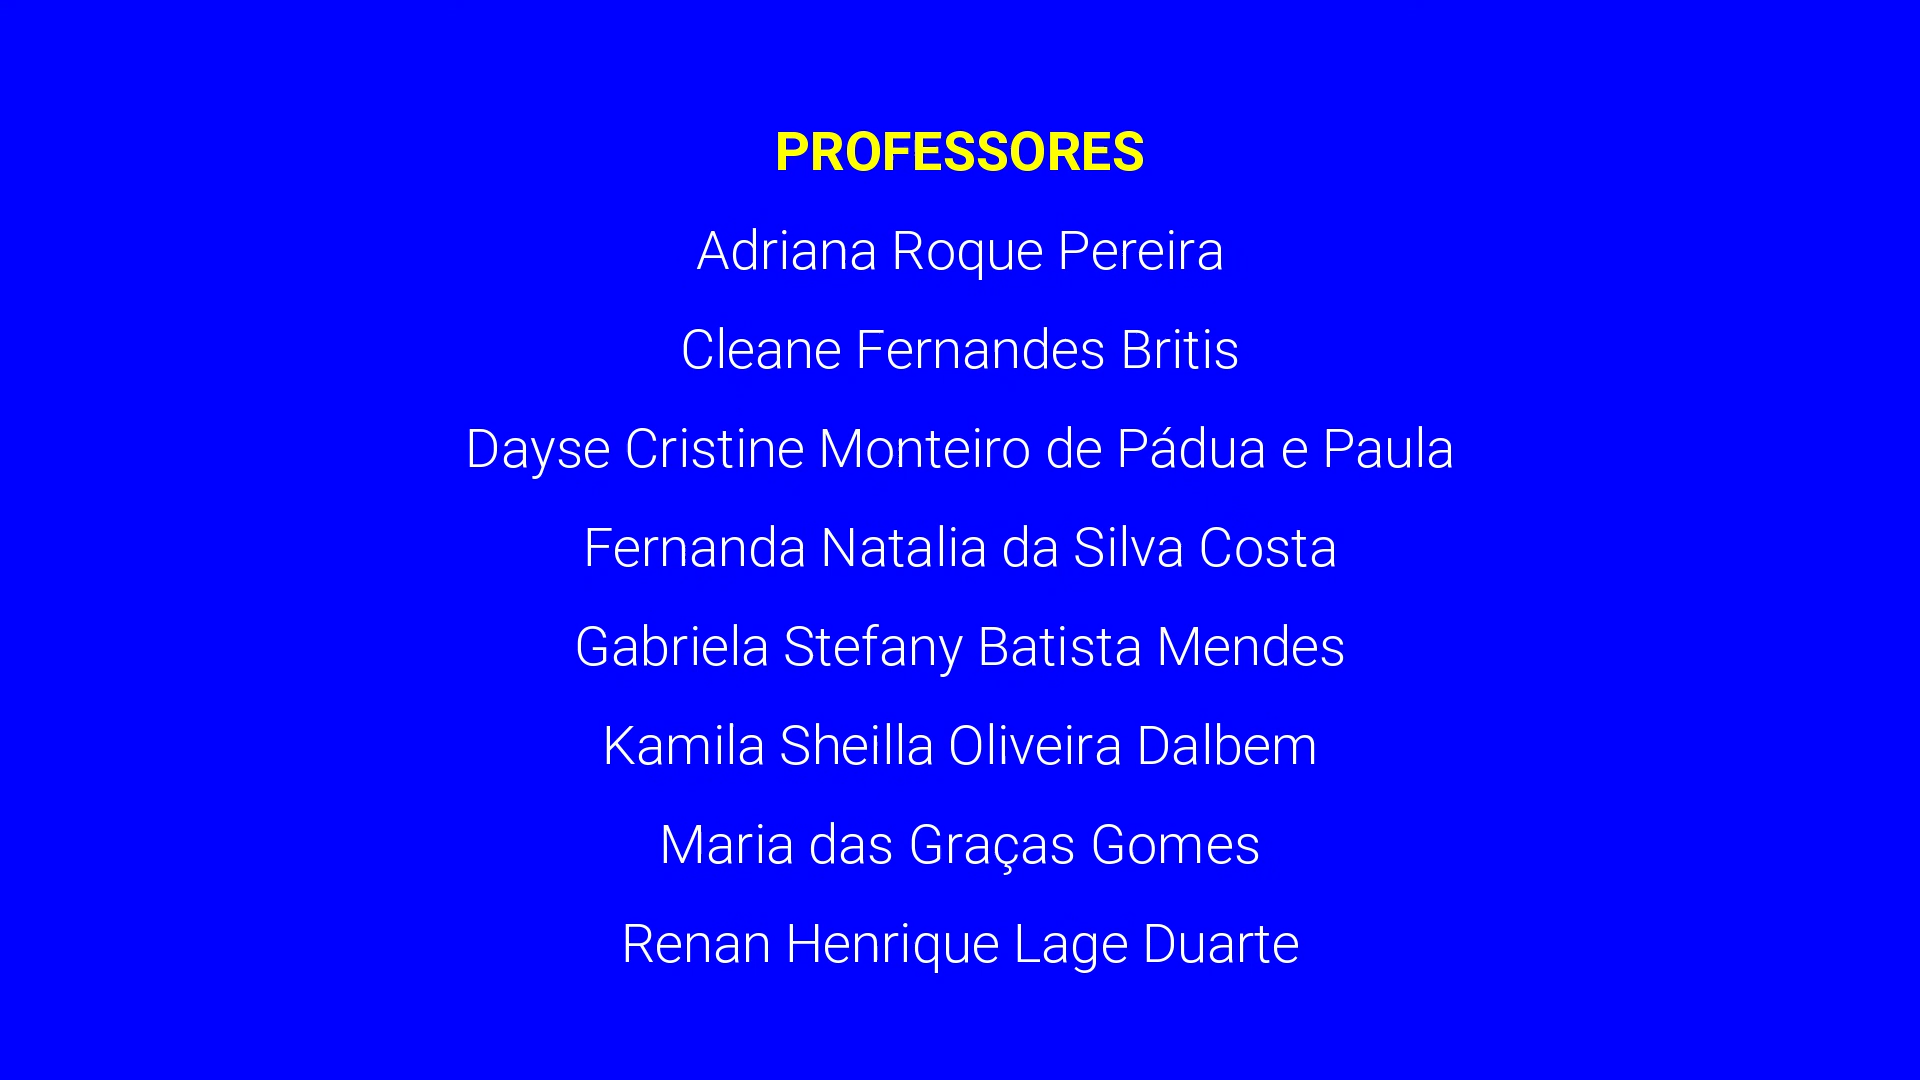 PROFESSORES
Adriana Roque Pereira
Cleane Fernandes Britis
Dayse Cristine Monteiro de Pádua e Paula
Fernanda Natalia da Silva Costa
Gabriela Stefany Batista Mendes
Kamila Sheilla Oliveira Dalbem
Maria das Graças Gomes
Renan Henrique Lage Duarte